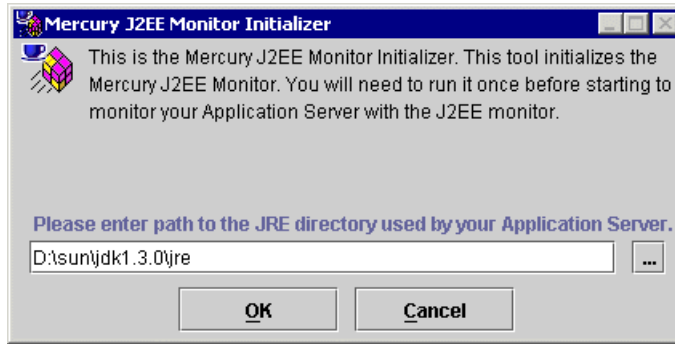 Mercury J2EE Monitor Initializer
This is the Mercury J2EE Monitor Initializer. This tool initializes the
Mercury J2EE Monitor. You will need to run it once before starting to
monitor your Application Server with the J2EE monitor.
Please enter path to the JRE directory used by your Application Server.
D:\sun\jdk1.3.0\jre
...
OK Cancel